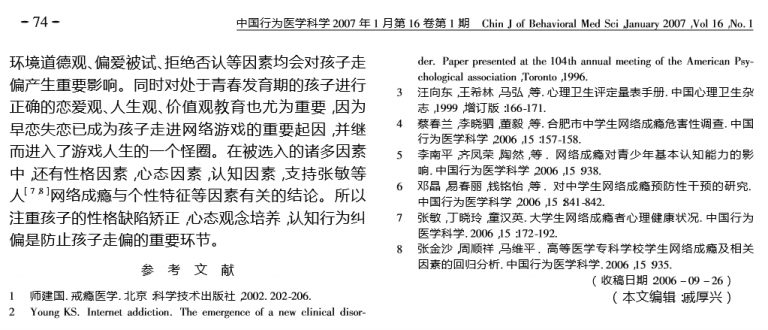 − 74 −
中国行为医学科学 2007 年 1 月第 16 卷第 1 期 Chin J of Behavioral Med Sci ,January 2007 ,Vol 16 ,No. 1
环境道德观、偏爱被试、拒绝否认等因素均会对孩子走
偏产生重要影响。同时对处于青春发育期的孩子进行
正确的恋爱观、人生观、价值观教育也尤为重要 ,因为
早恋失恋已成为孩子走进网络游戏的重要起因 ,并继
而进入了游戏人生的一个怪圈。在被选入的诸多因素
中 ,还有性格因素 ,心态因素 ,认知因素 ,支持张敏等
人[ 7 8 ]网络成瘾与个性特征等因素有关的结论。所以
注重孩子的性格缺陷矫正 ,心态观念培养 ,认知行为纠
偏是防止孩子走偏的重要环节。
参 考 文 献
1 师建国. 戒瘾医学. 北京 :科学技术出版社 ,2002. 202-206.
2 Young KS. Internet addiction. The emergence of a new clinical disor-
der. Paper presented at the 104th annual meeting of the American Psy-
chological association ,Toronto ,1996.
3 汪向东 ,王希林 ,马弘 ,等. 心理卫生评定量表手册. 中国心理卫生杂
志 ,1999 ,增订版 :166-171.
4 蔡春兰 ,李晓驷 ,董毅 ,等. 合肥市中学生网络成瘾危害性调查. 中国
行为医学科学. 2006 ,15 :157-158.
5 李南平 ,齐凤荣 ,陶然 ,等 . 网络成瘾对青少年基本认知能力的影
响. 中国行为医学科学 ,2006 ,15 :938.
6 邓晶 ,易春丽 ,钱铭怡 ,等 . 对中学生网络成瘾预防性干预的研究.
中国行为医学科学. 2006 ,15 :841-842.
7 张敏 ,丁晓玲 ,童汉英. 大学生网络成瘾者心理健康状况. 中国行为
医学科学. 2006 ,15 :172-192.
8 张金沙 ,周顺祥 ,马维平 . 高等医学专科学校学生网络成瘾及相关
因素的回归分析. 中国行为医学科学. 2006 ,15 :935.
( 收稿日期 :2006 - 09 - 26 )
( 本文编辑 :戚厚兴 )